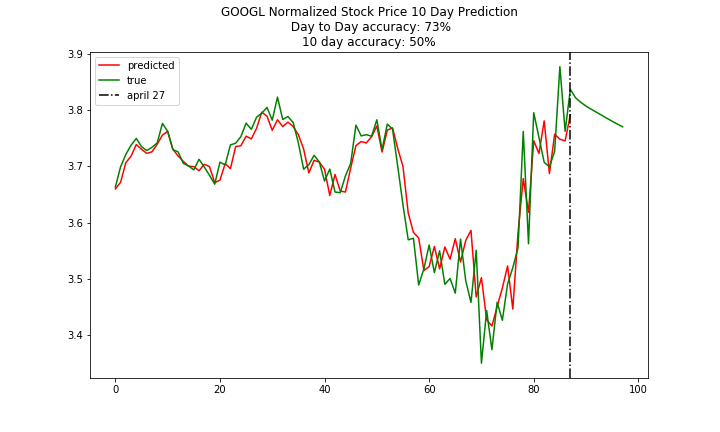 GOOGL Normalized Stock Price 10 Day Prediction
Day to Day accuracy: 73%
10 day accuracy: 50%
predicted
true
april 27
3.9
3.8
3.7
3.6
3.5
3.4
0 20 40 60 80 100